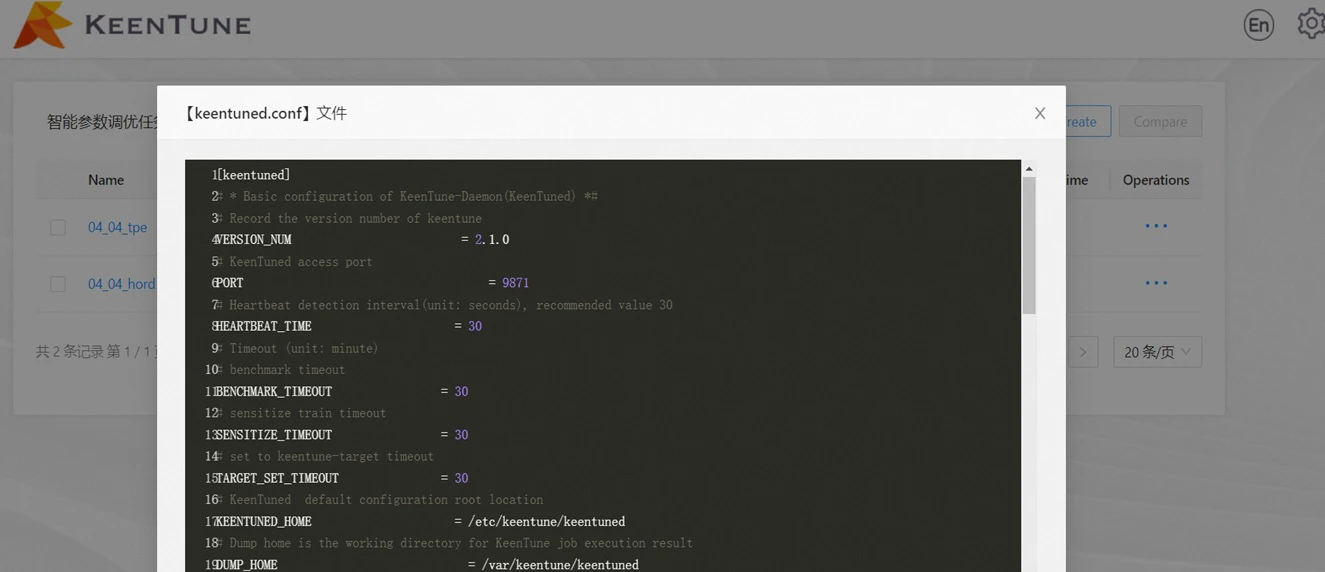 KEENTUNE
En
【keentuned.conf】文件
智能参数调优任务
reate
Compare
Name
ime
Operations
04_04_tpe
...
04_04_hord
...
共 2 条记录 第 1 / 1
20 条/页
1[keentuned]
2# * Basic configuration of KeenTune-Daemon(KeenTuned) *#
3# Record the version number of keentune
4VERSION_NUM = 2.1.0
5# KeenTuned access port
6PORT = 9871
7# Heartbeat detection interval(unit: seconds), recommended value 30
8HEARTBEAT_TIME = 30
9# Timeout (unit: minute)
10# benchmark timeout
11BENCHMARK_TIMEOUT = 30
12# sensitize train timeout
13SENSITIZE_TIMEOUT = 30
14# set to keentune-target timeout
15TARGET_SET_TIMEOUT = 30
16# KeenTuned default configuration root location
17KEENTUNED_HOME = /etc/keentune/keentuned
18# Dump home is the working directory for KeenTune job execution result
19DUMP_HOME = /var/keentune/keentuned